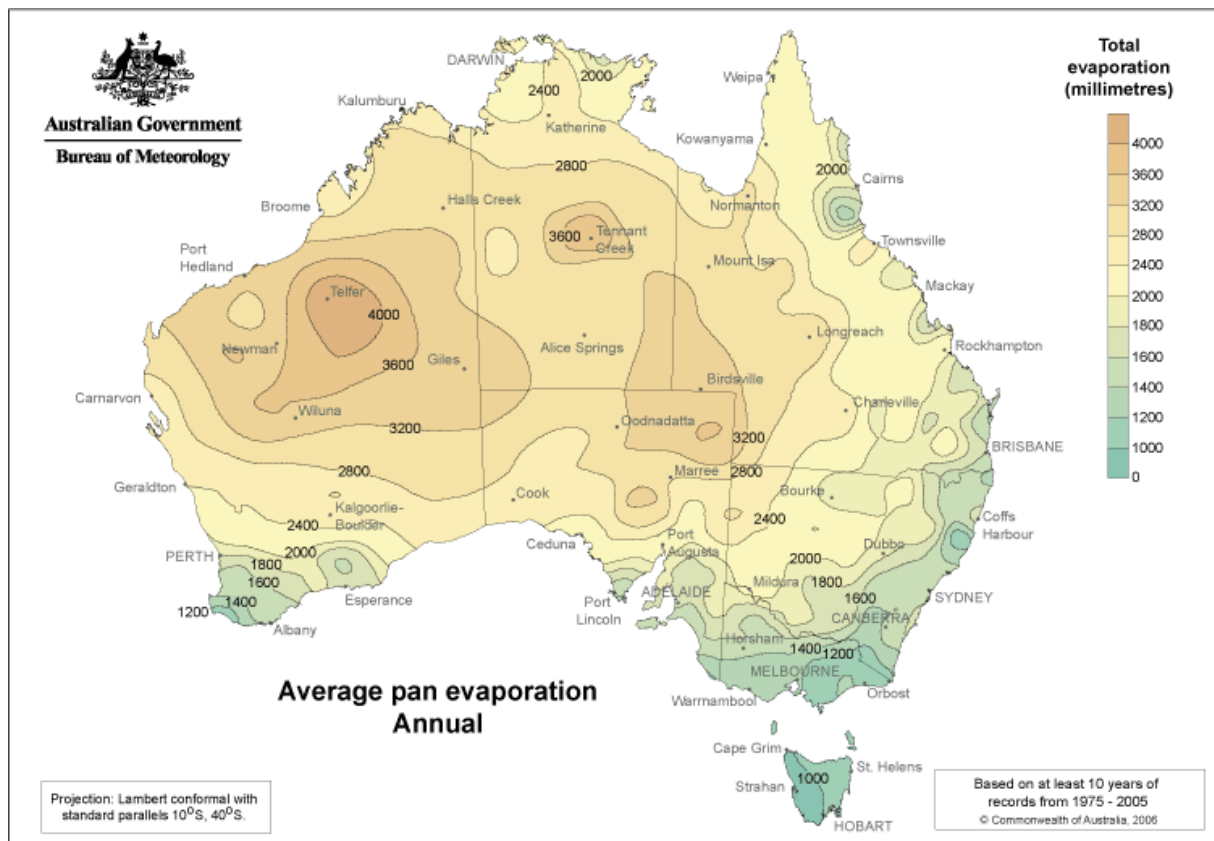 Australian Government
Bureau of Meteorology
Total
evaporation
(millimetres)
4000
3600
3200
2800
2400
2000
1800
1600
1400
1200
1000
0
DARWIN
2000
2400
Katherine
Kalumburu
Weipa
Kowanyama
2800
2000
Cairns
Halls Creek
Broome
Normanton
3600
Tennant
Creek
Townsville
Port
Hedland
Mount Isa
Telfer
4000
Mackay
Newman
Longreach
Alice Springs
Giles
3600
Rockhampton
Birdsville
Carnarvon
Wiluna
Charleville
3200
Oodnadatta
3200
BRISBANE
2800
Marree
2800
Geraldton
Bourke
Cook
Kalgoorlie-
Boulder
2400
2400
Coffs
Harbour
Ceduna
Port
Augusta
PERTH
2000
1800
1600
2000
Dubbo
Mildura
1800
1600
1200
1400
Esperance
Albany
Port
Lincoln
ADELAIDE
SYDNEY
CANBERRA
Horsham
1400
1200
MELBOURNE
Warrnambool
Orbost
Average pan evaporation
Annual
Cape Grim
St. Helens
Strahan
1000
HOBART
Projection: Lambert conformal with
standard parallels 10⁰S, 40⁰S.
Based on at least 10 years of
records from 1975 - 2005
© Commonwealth of Australia, 2006